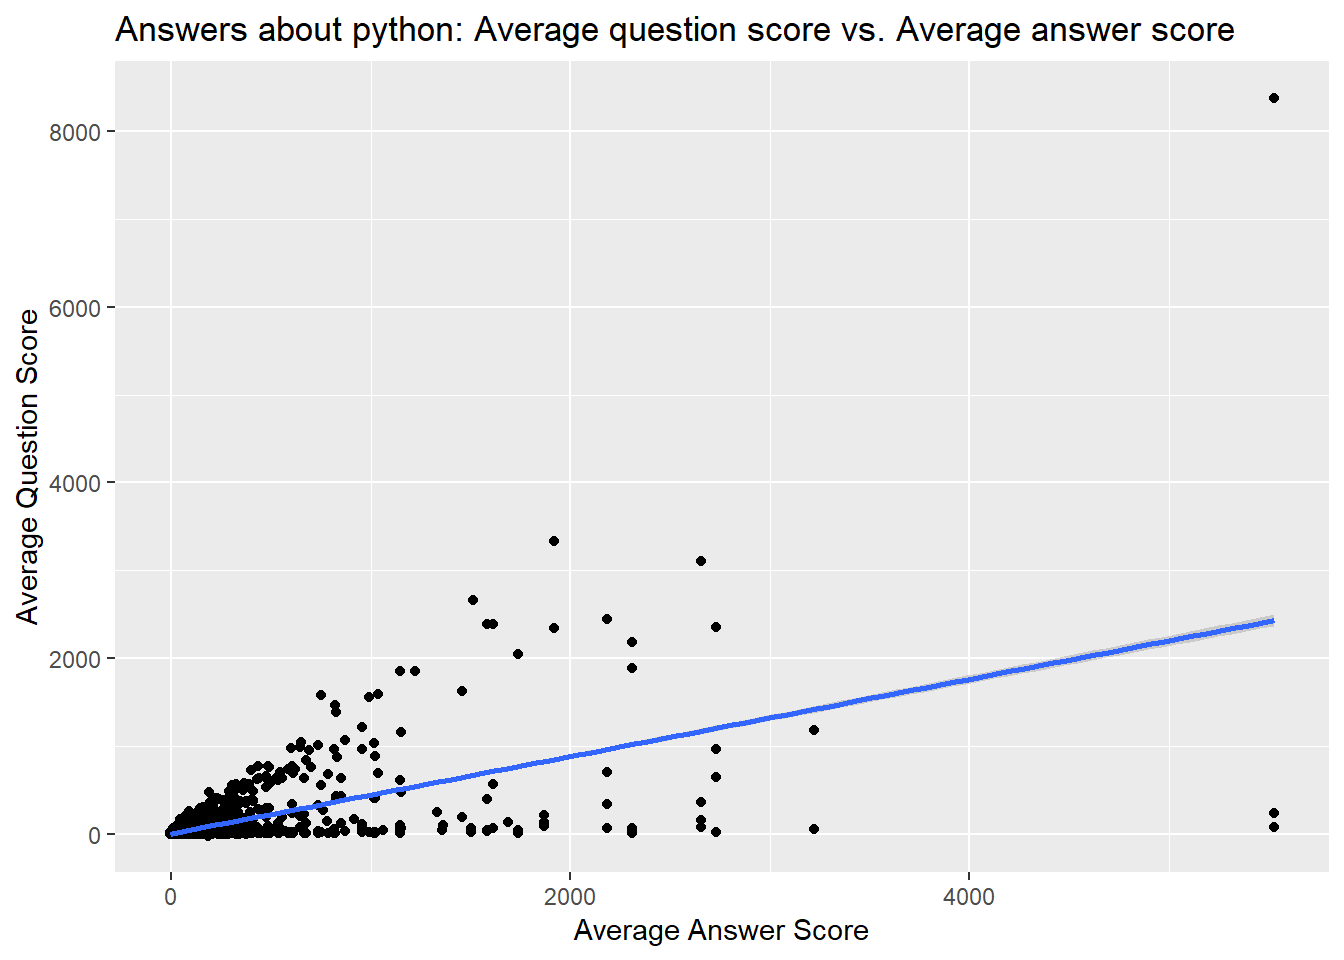 Answers about python: Average question score vs. Average answer score
8000
6000
4000
2000
0
Average Question Score
0 2000 4000
Average Answer Score